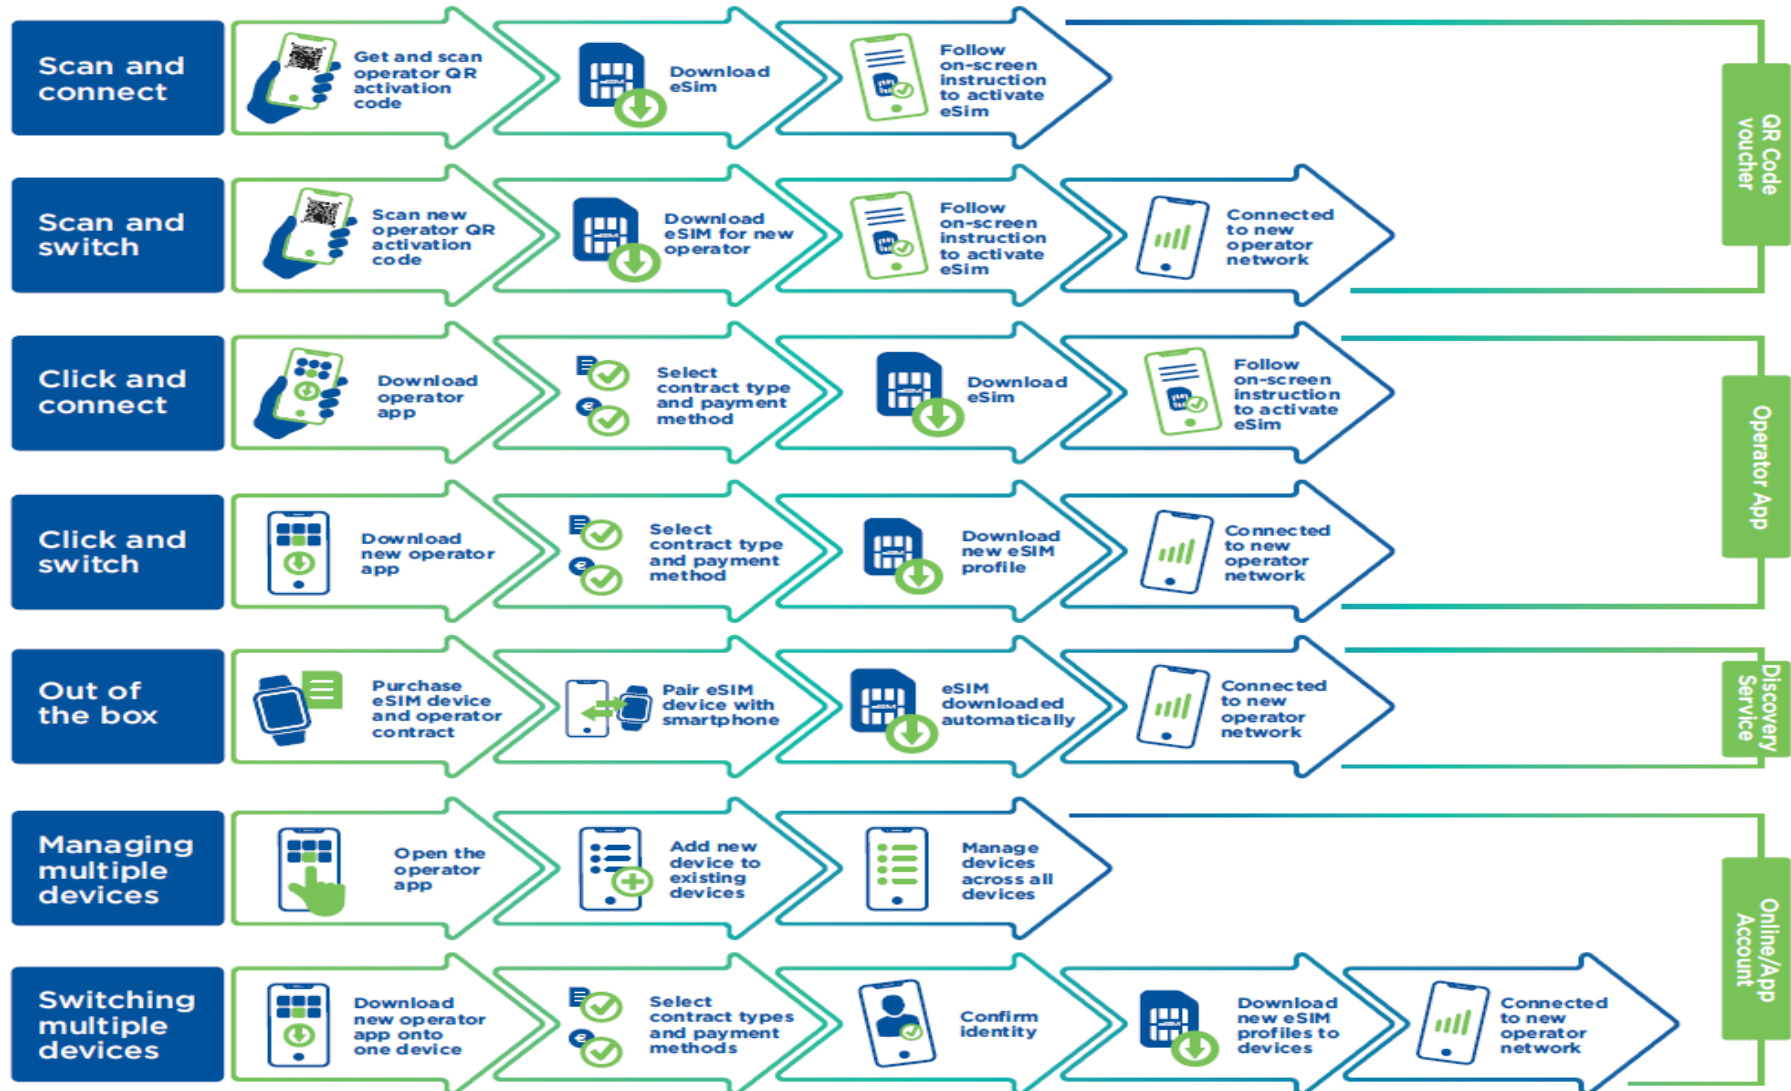 Scan and
connect
Get and scan
operator QR
activation
code
Download
eSim
Follow
on-screen
instruction
to activate
eSim
QR Code
voucher
Scan and
switch
Scan new
operator QR
activation
code
Download
eSIM for new
operator
Follow
on-screen
instruction
to activate
eSim
Connected
to new
operator
network
Click and
connect
Download
operator
app
Select
contract type
and payment
method
Download
eSim
Follow
on-screen
instruction
to activate
eSim
Operator App
Click and
switch
Download
new operator
app
Select
contract type
and payment
method
Download
new eSIM
profile
Connected
to new
operator
network
Out of
the box
Purchase
eSIM device
and operator
contract
Pair eSIM
device with
smartphone
eSIM
downloaded
automatically
Connected
to new
operator
network
Discovery
Service
Managing
multiple
devices
Open the
operator
app
Add new
device to
existing
devices
Manage
devices
across all
devices
Online/App
Account
Switching
multiple
devices
Download
new operator
app onto
one device
Select
contract types
and payment
methods
Confirm
identity
Download
new eSIM
profiles to
devices
Connected
to new
operator
network